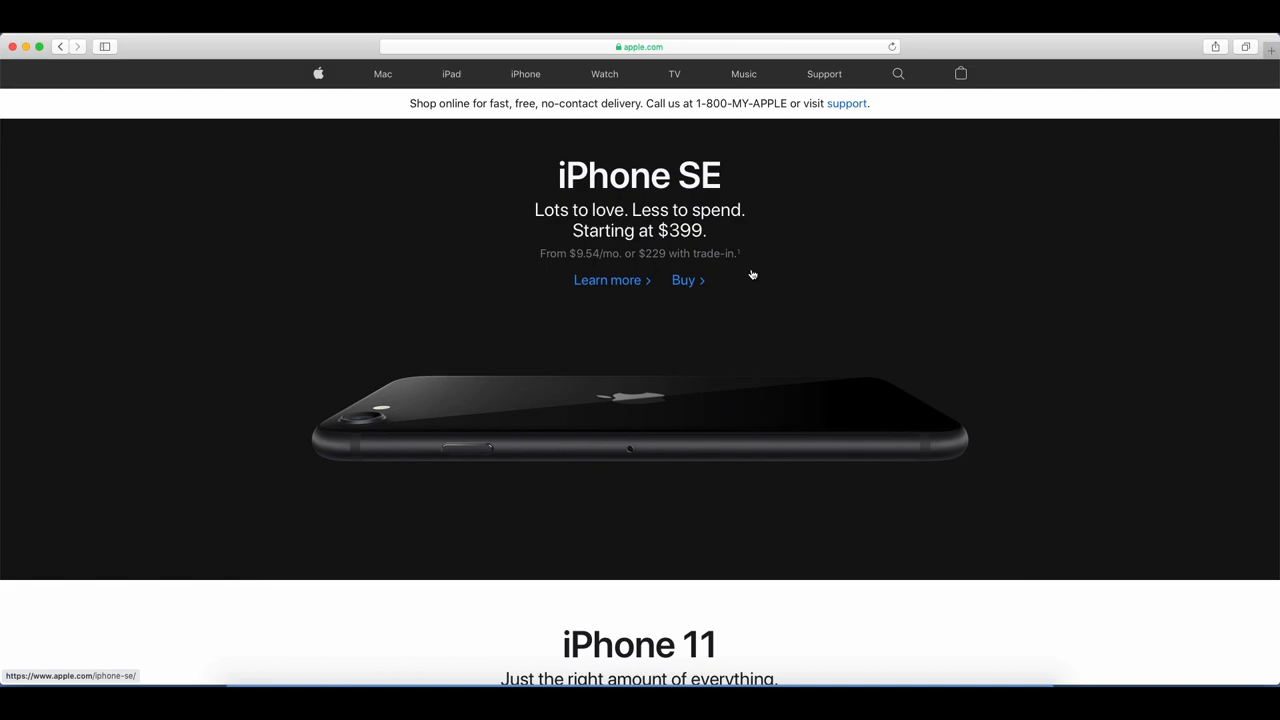 apple.com
Mac iPad iPhone Watch TV Music Support
Shop online for fast, free, no-contact delivery. Call us at 1-800-MY-APPLE or visit support.
iPhone SE
Lots to love. Less to spend.
Starting at $399.
From $9.54/mo. or $229 with trade-in.¹
Learn more > Buy >
iPhone 11
Just the right amount of everything.
https://www.apple.com/iphone-se/